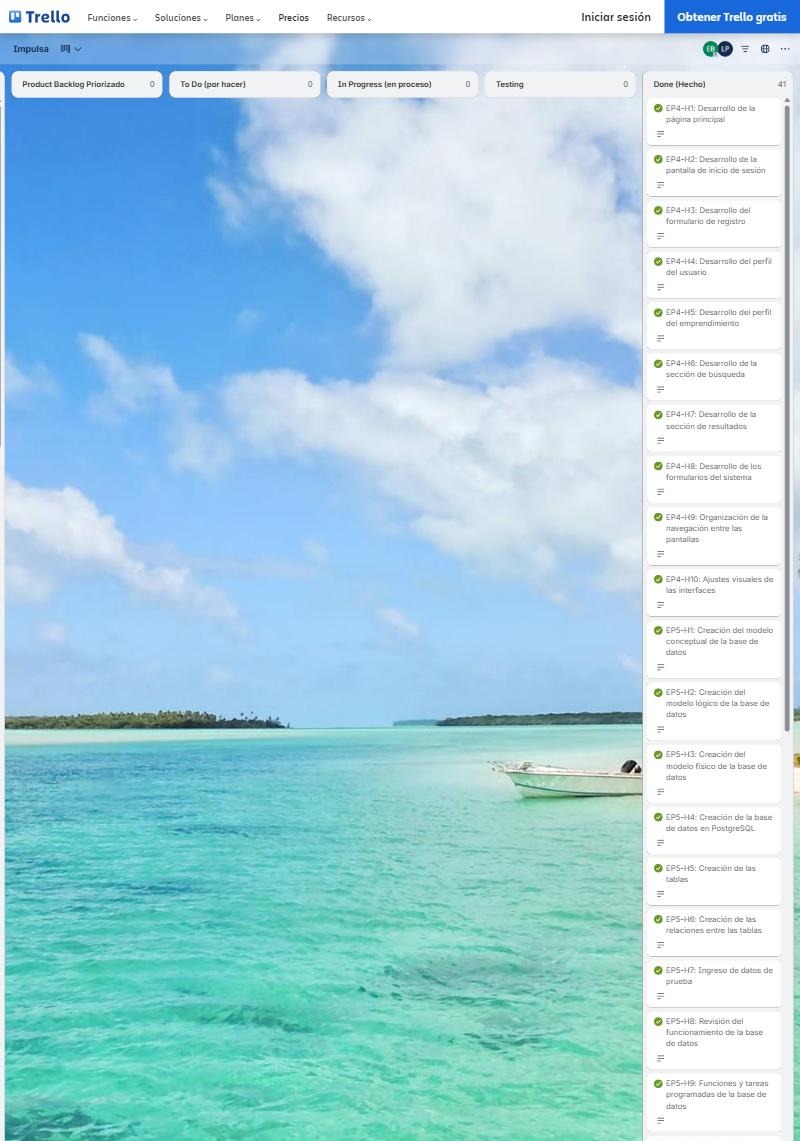 Trello Funciones Soluciones Planes Precios Recursos Iniciar sesión Obtener Trello gratis
Impulsa EB LP
Product Backlog Priorizado 0
To Do (por hacer) 0
In Progress (en proceso) 0
Testing 0
Done (Hecho) 41
EP4-H1: Desarrollo de la
página principal
EP4-H2: Desarrollo de la
pantalla de inicio de sesión
EP4-H3: Desarrollo del
formulario de registro
EP4-H4: Desarrollo del perfil
del usuario
EP4-H5: Desarrollo del perfil
del emprendimiento
EP4-H6: Desarrollo de la
sección de búsqueda
EP4-H7: Desarrollo de la
sección de resultados
EP4-H8: Desarrollo de los
formularios del sistema
EP4-H9: Organización de la
navegación entre las
pantallas
EP4-H10: Ajustes visuales de
las interfaces
EP5-H1: Creación del modelo
conceptual de la base de
datos
EP5-H2: Creación del
modelo lógico de la base de
datos
EP5-H3: Creación del
modelo físico de la base de
datos
EP5-H4: Creación de la base
de datos en PostgreSQL
EP5-H5: Creación de las
tablas
EP5-H6: Creación de las
relaciones entre las tablas
EP5-H7: Ingreso de datos de
prueba
EP5-H8: Revisión del
funcionamiento de la base
de datos
EP5-H9: Funciones y tareas
programadas de la base de
datos